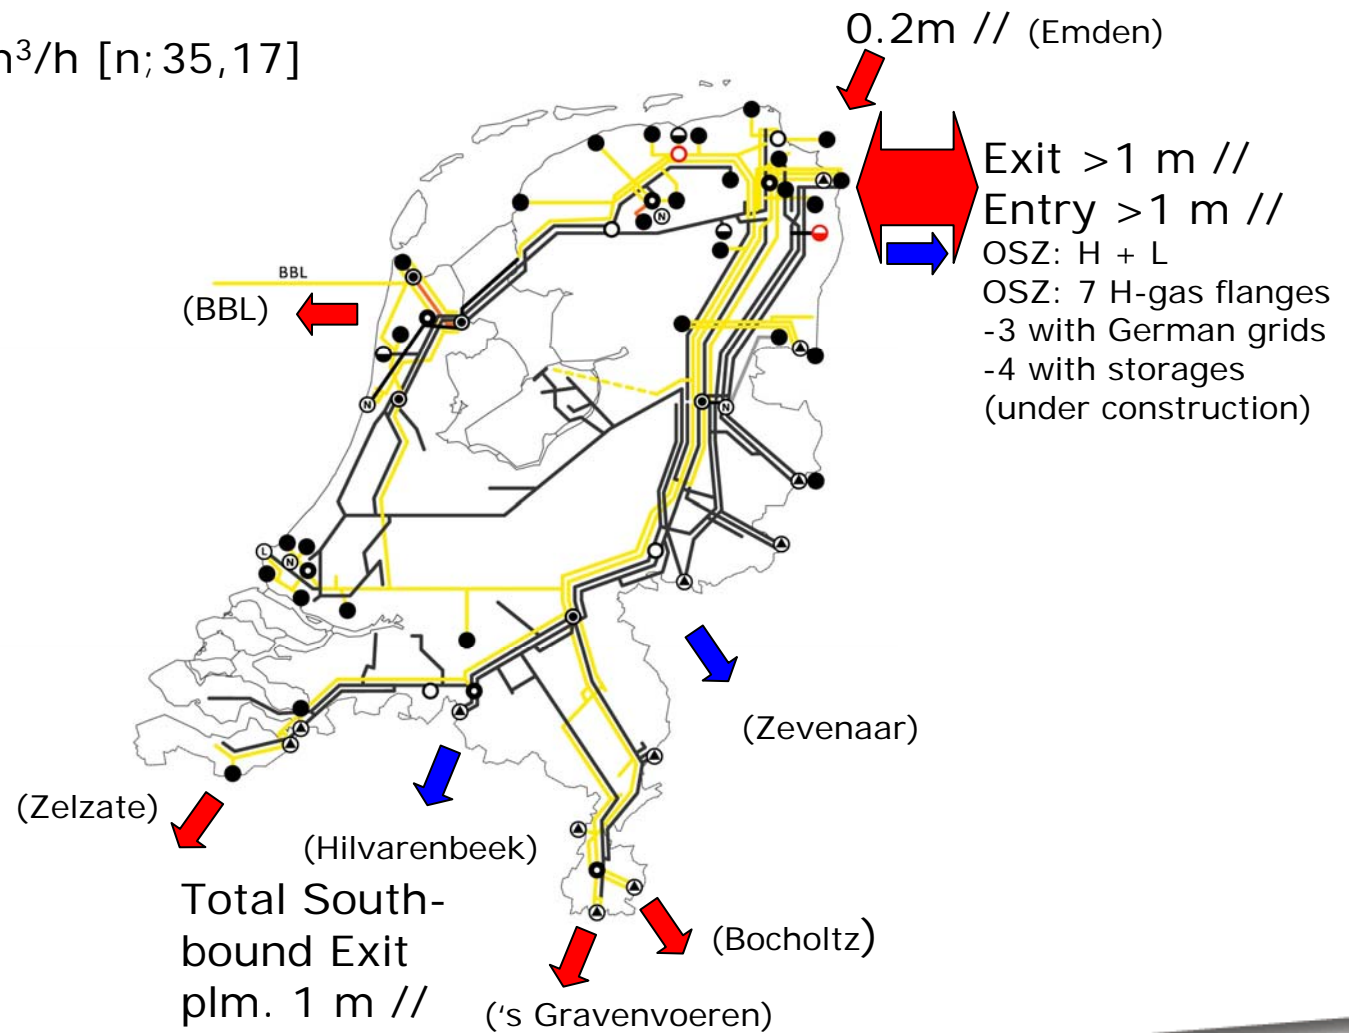 0.2m // (Emden)
n³/h [n;35,17]
Exit >1 m //
Entry >1 m //
OSZ: H + L
OSZ: 7 H-gas flanges
-3 with German grids
-4 with storages
(under construction)
BBL
(BBL)
N
N
N
L
N
(Zevenaar)
(Zelzate)
(Hilvarenbeek)
Total South-
bound Exit
plm. 1 m //
(Bocholtz)
(‘s Gravenvoeren)